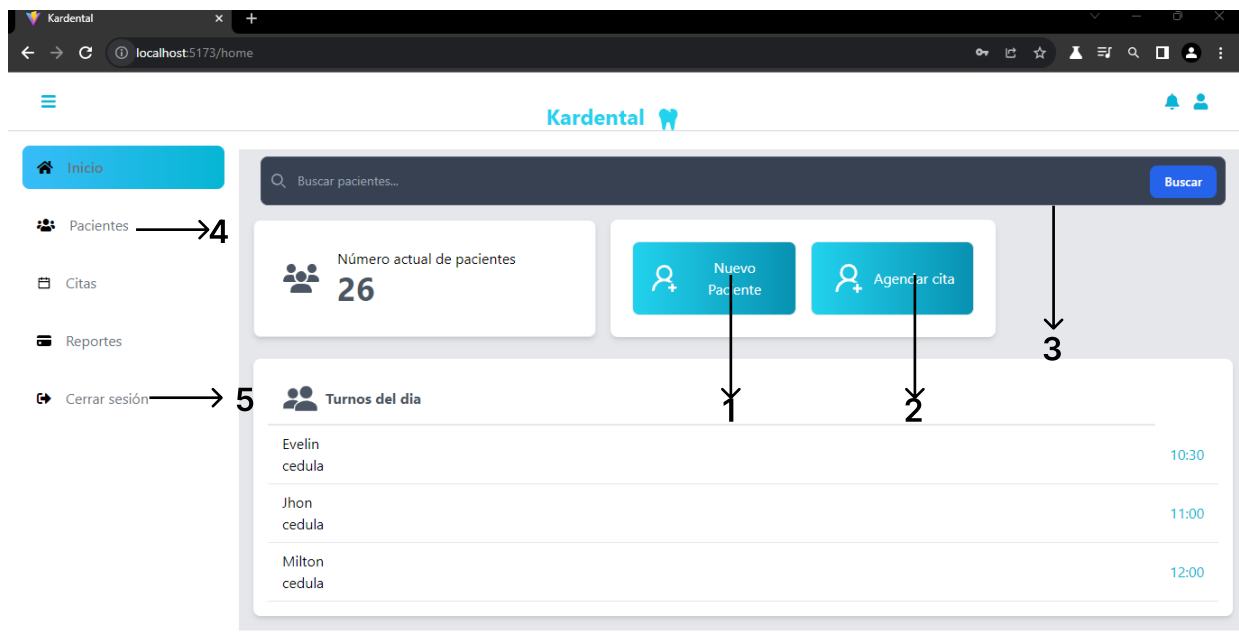 Kardental
localhost:5173/home
Kardental
Inicio
Buscar pacientes...
Buscar
Pacientes
4
Número actual de pacientes
26
Nuevo
Paciente
Agendar cita
Citas
3
Reportes
Cerrar sesión
5
Turnos del dia
1
2
Evelin
cedula
10:30
Jhon
cedula
11:00
Milton
cedula
12:00